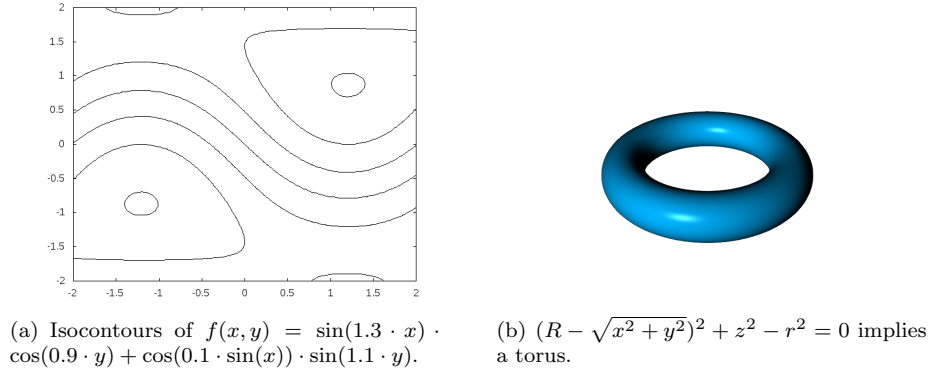 2
1.5
1
0.5
0
-0.5
-1
-1.5
-2
-2 -1.5 -1 -0.5 0 0.5 1 1.5 2
(a) Isocontours of f(x, y) = sin(1.3 · x) ·
cos(0.9 · y) + cos(0.1 · sin(x)) · sin(1.1 · y).
(b) (R − √x² + y²)² + z² − r² = 0 implies
a torus.